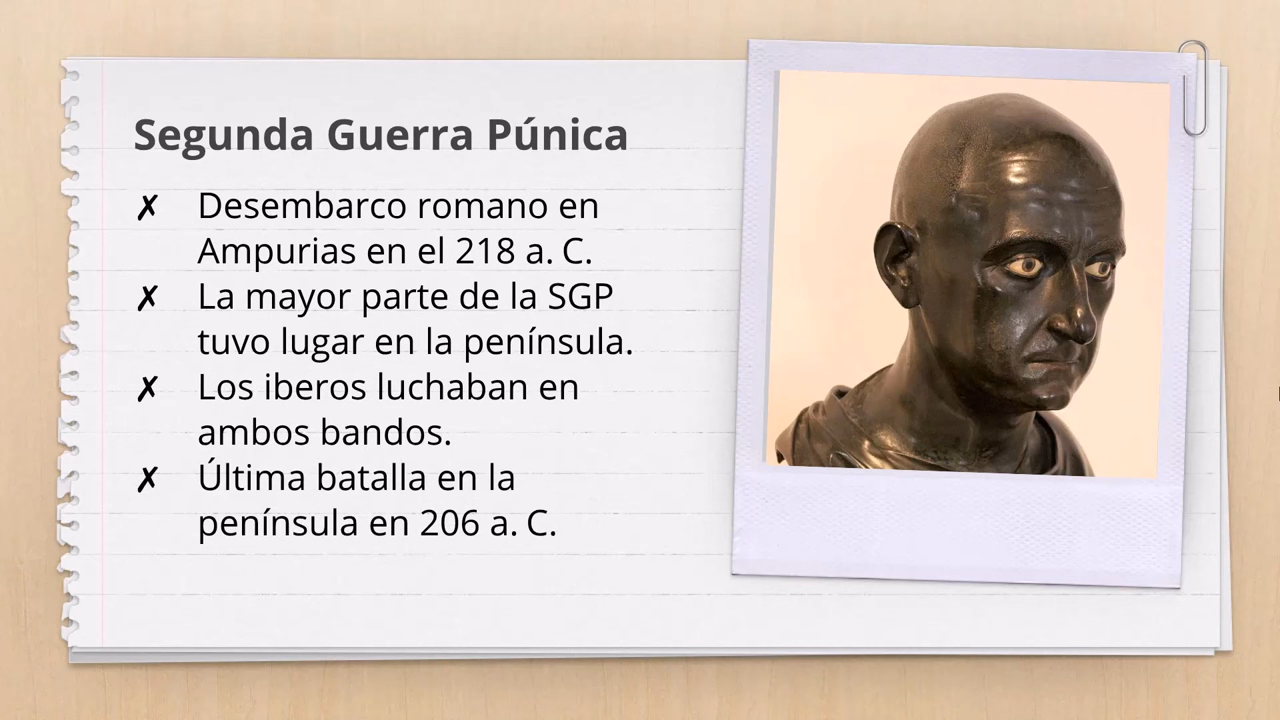 Segunda Guerra Púnica
✗ Desembarco romano en
Ampurias en el 218 a. C.
✗ La mayor parte de la SGP
tuvo lugar en la península.
✗ Los iberos luchaban en
ambos bandos.
✗ Última batalla en la
península en 206 a. C.